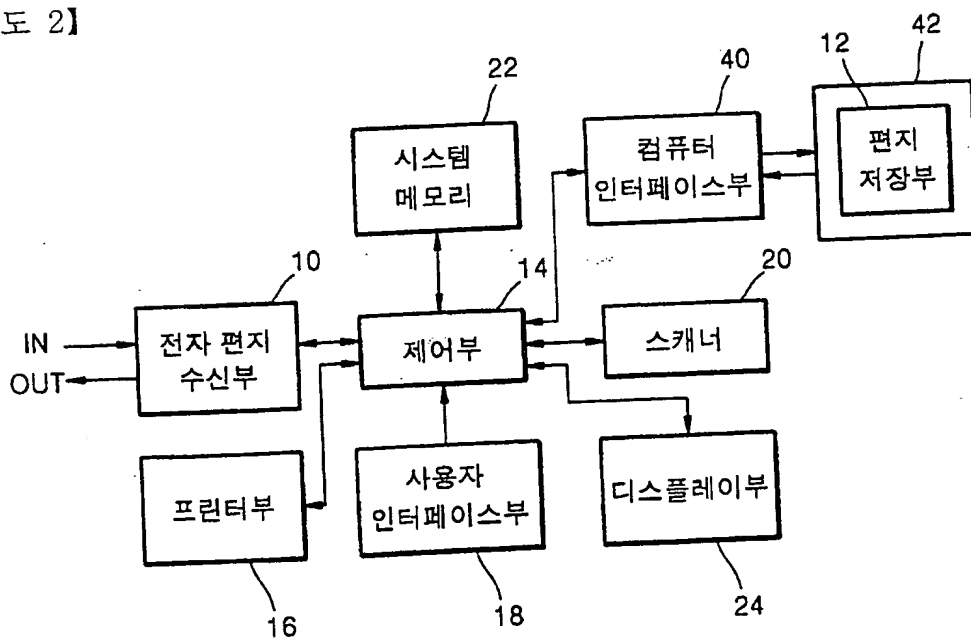 도 2】
42
12
22
40
시스템
메모리
컴퓨터
인터페이스부
편지
저장부
10
14
20
IN
OUT
전자 편지
수신부
제어부
스캐너
프린터부
사용자
인터페이스부
디스플레이부
16
18
24